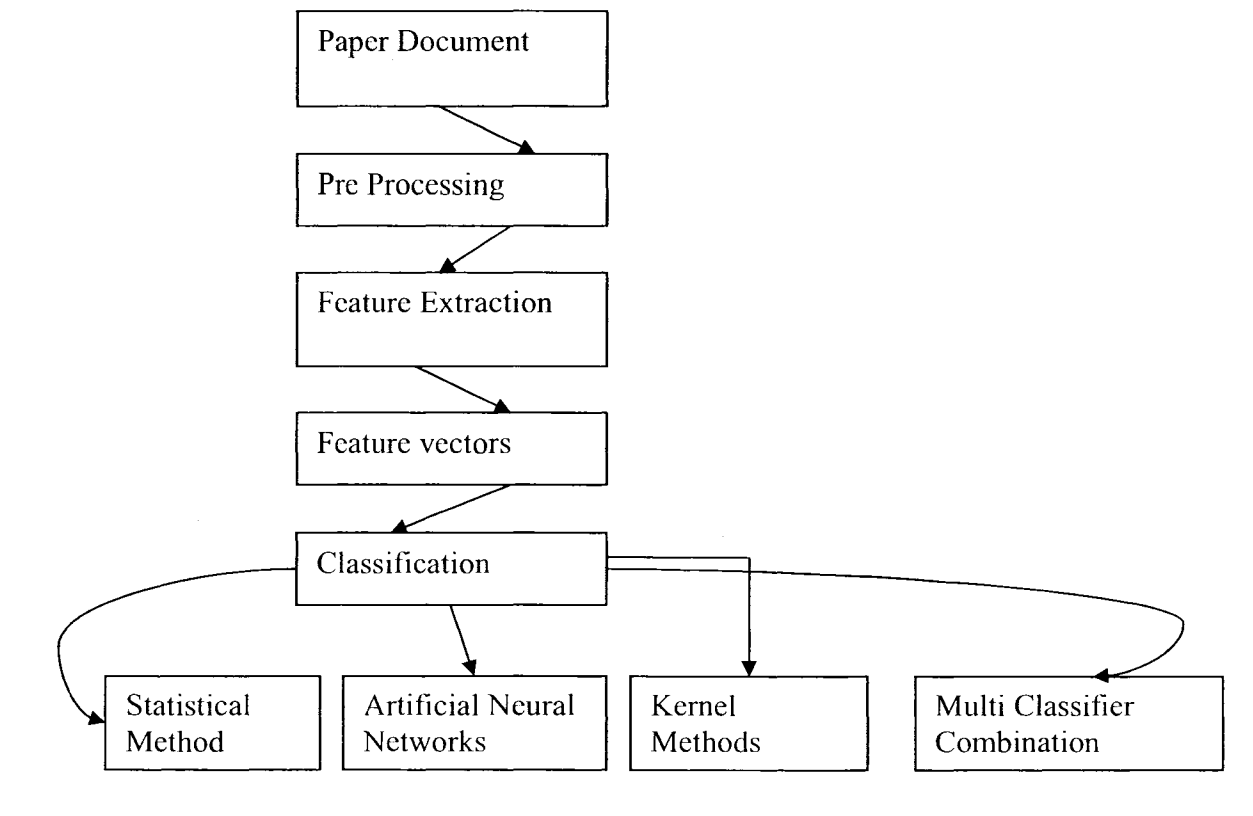 Paper Document
Pre Processing
Feature Extraction
Feature vectors
Classification
Statistical
Method
Artificial Neural
Networks
Kernel
Methods
Multi Classifier
Combination